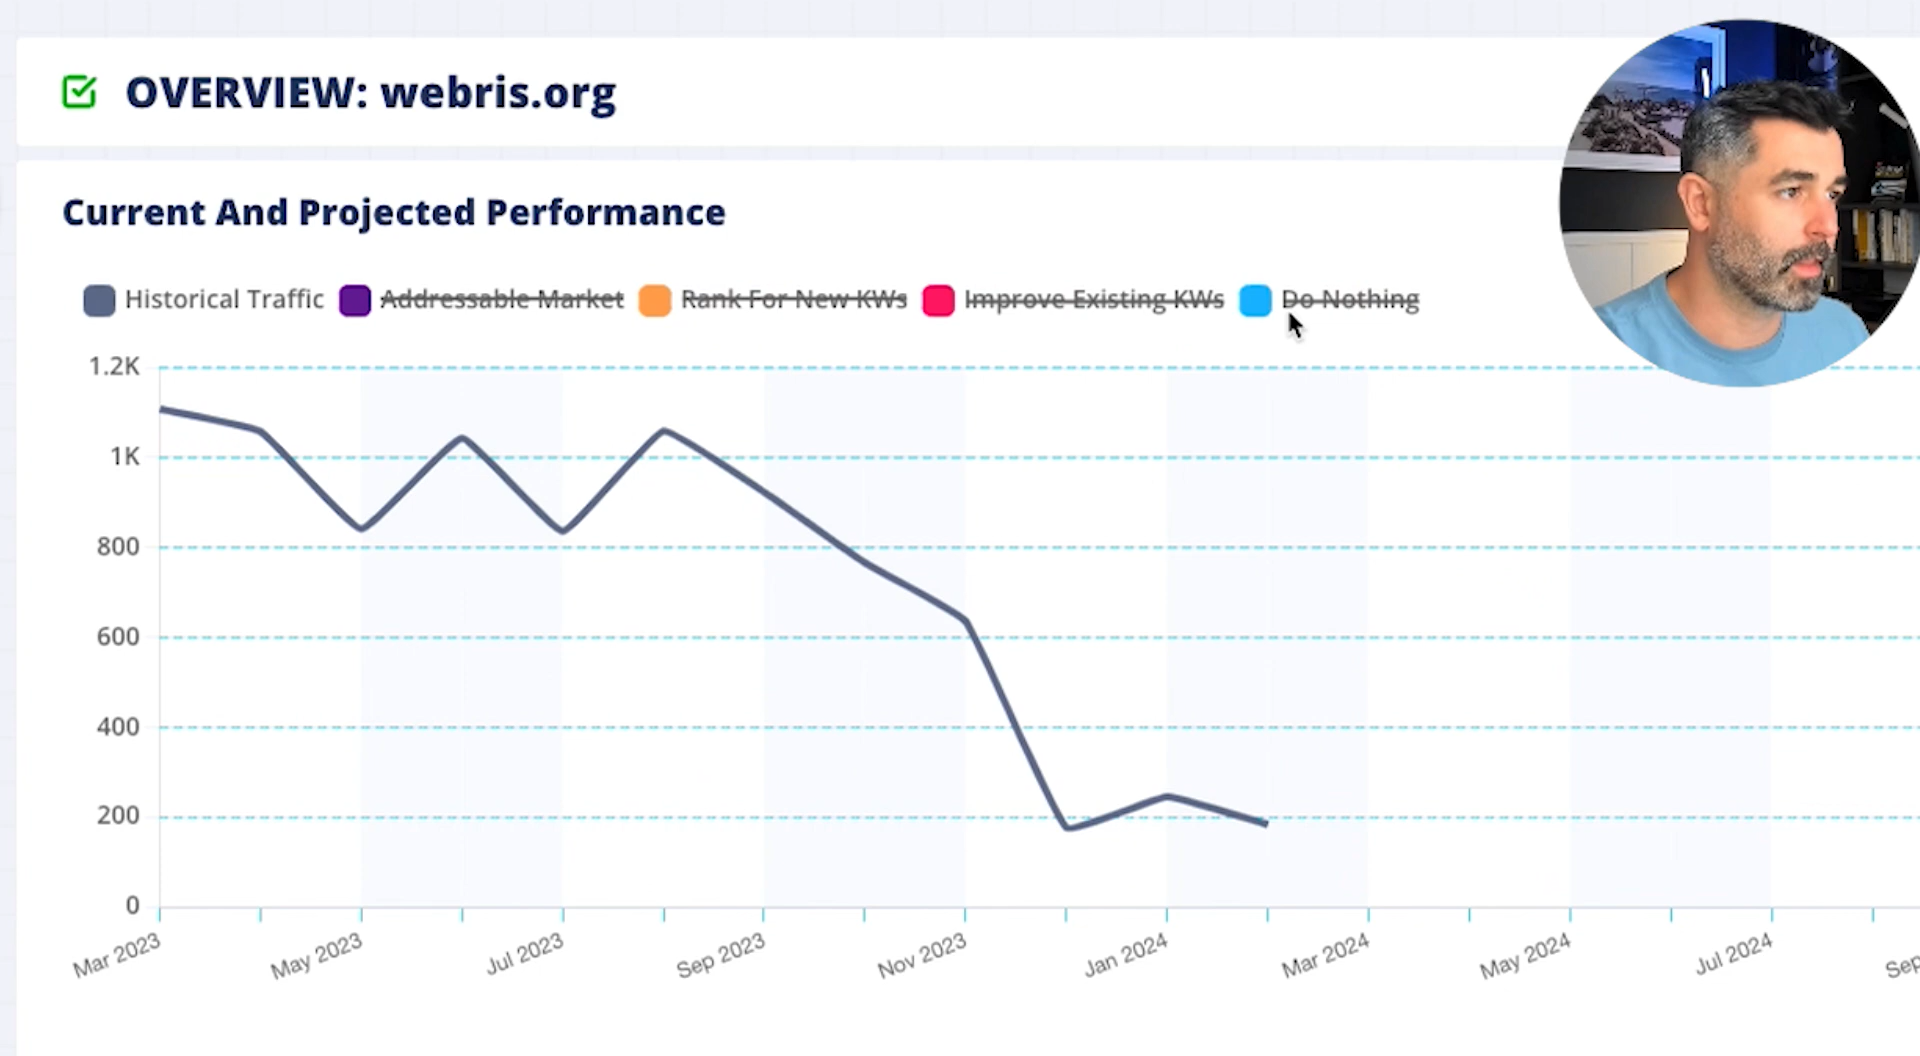 OVERVIEW: webris.org
Current And Projected Performance
Historical Traffic Addressable Market Rank For New KWs Improve Existing KWs Do Nothing
1.2K
1K
800
600
400
200
0
Mar 2023 May 2023 Jul 2023 Sep 2023 Nov 2023 Jan 2024 Mar 2024 May 2024 Jul 2024 Sep